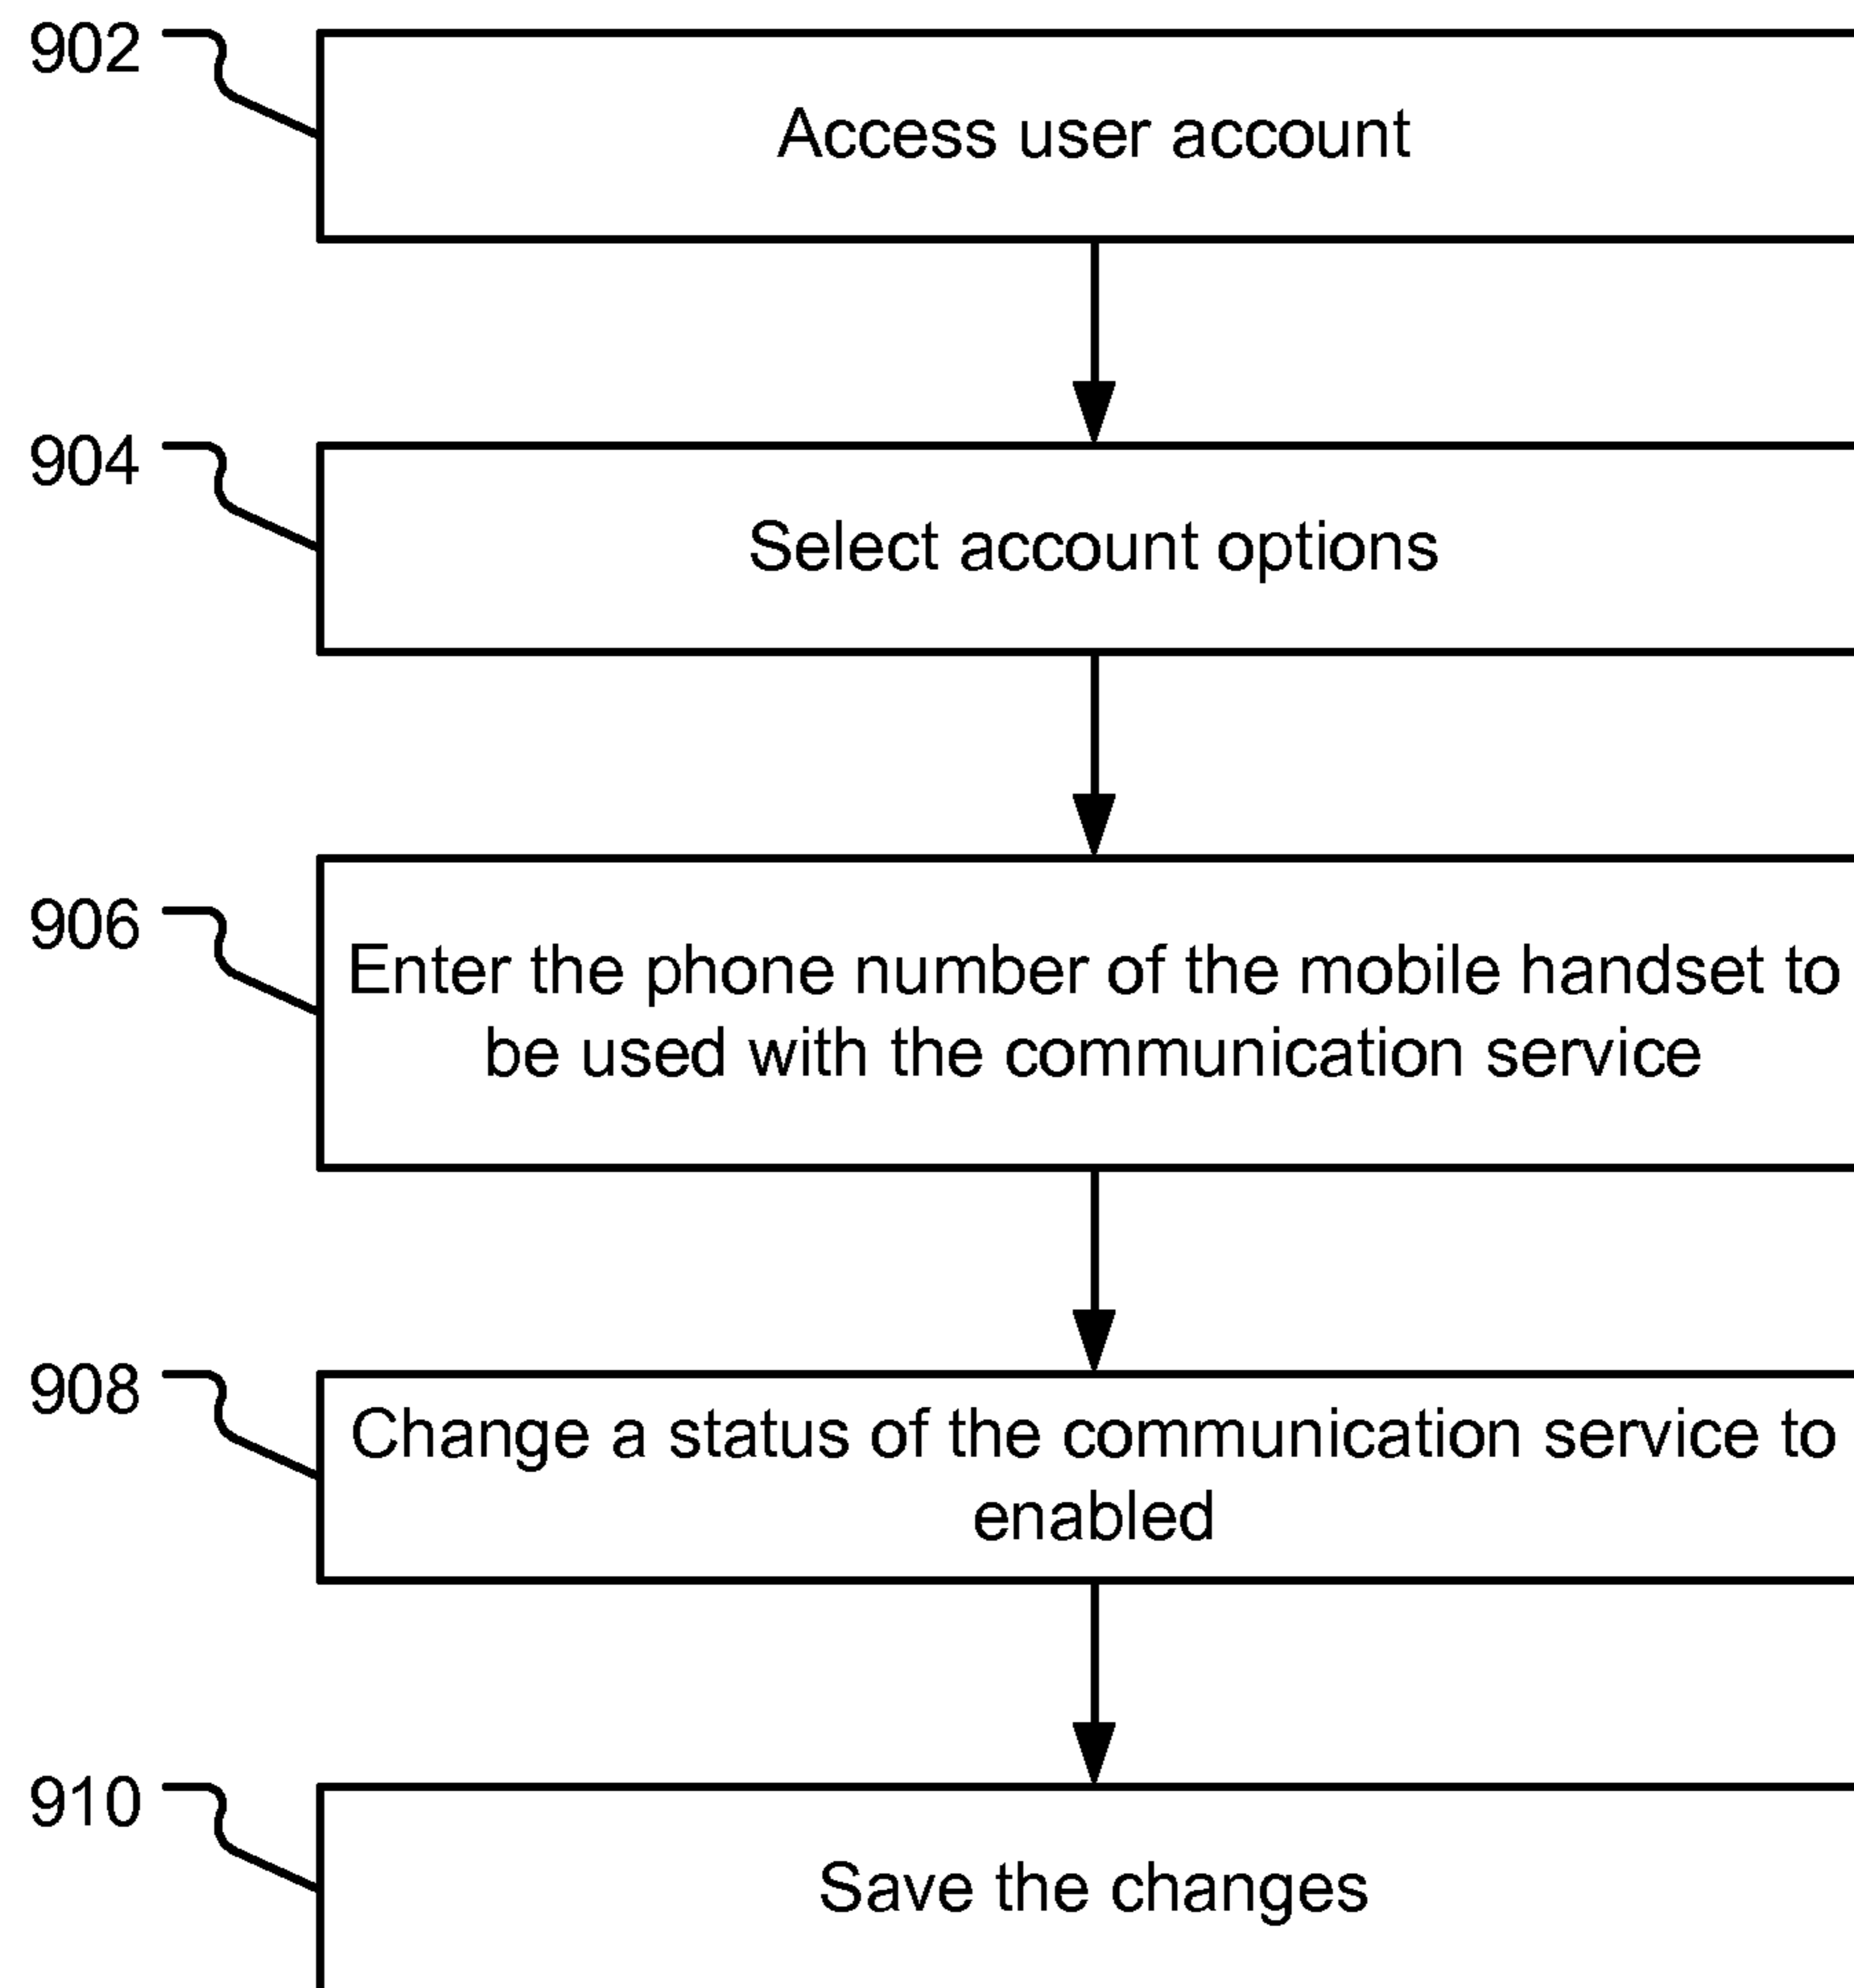 902
Access user account
904
Select account options
906
Enter the phone number of the mobile handset to
be used with the communication service
908
Change a status of the communication service to
enabled
910
Save the changes